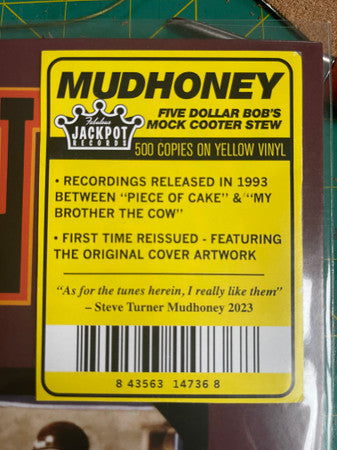 MUDHONEY
FIVE DOLLAR BOB'S
MOCK COOTER STEW
Fabulous
JACKPOT
RECORDS
500 COPIES ON YELLOW VINYL
• RECORDINGS RELEASED IN 1993
BETWEEN “PIECE OF CAKE” & “MY
BROTHER THE COW”
• FIRST TIME REISSUED - FEATURING
THE ORIGINAL COVER ARTWORK
“As for the tunes herein, I really like them”
– Steve Turner Mudhoney 2023
8 43563 14736 8